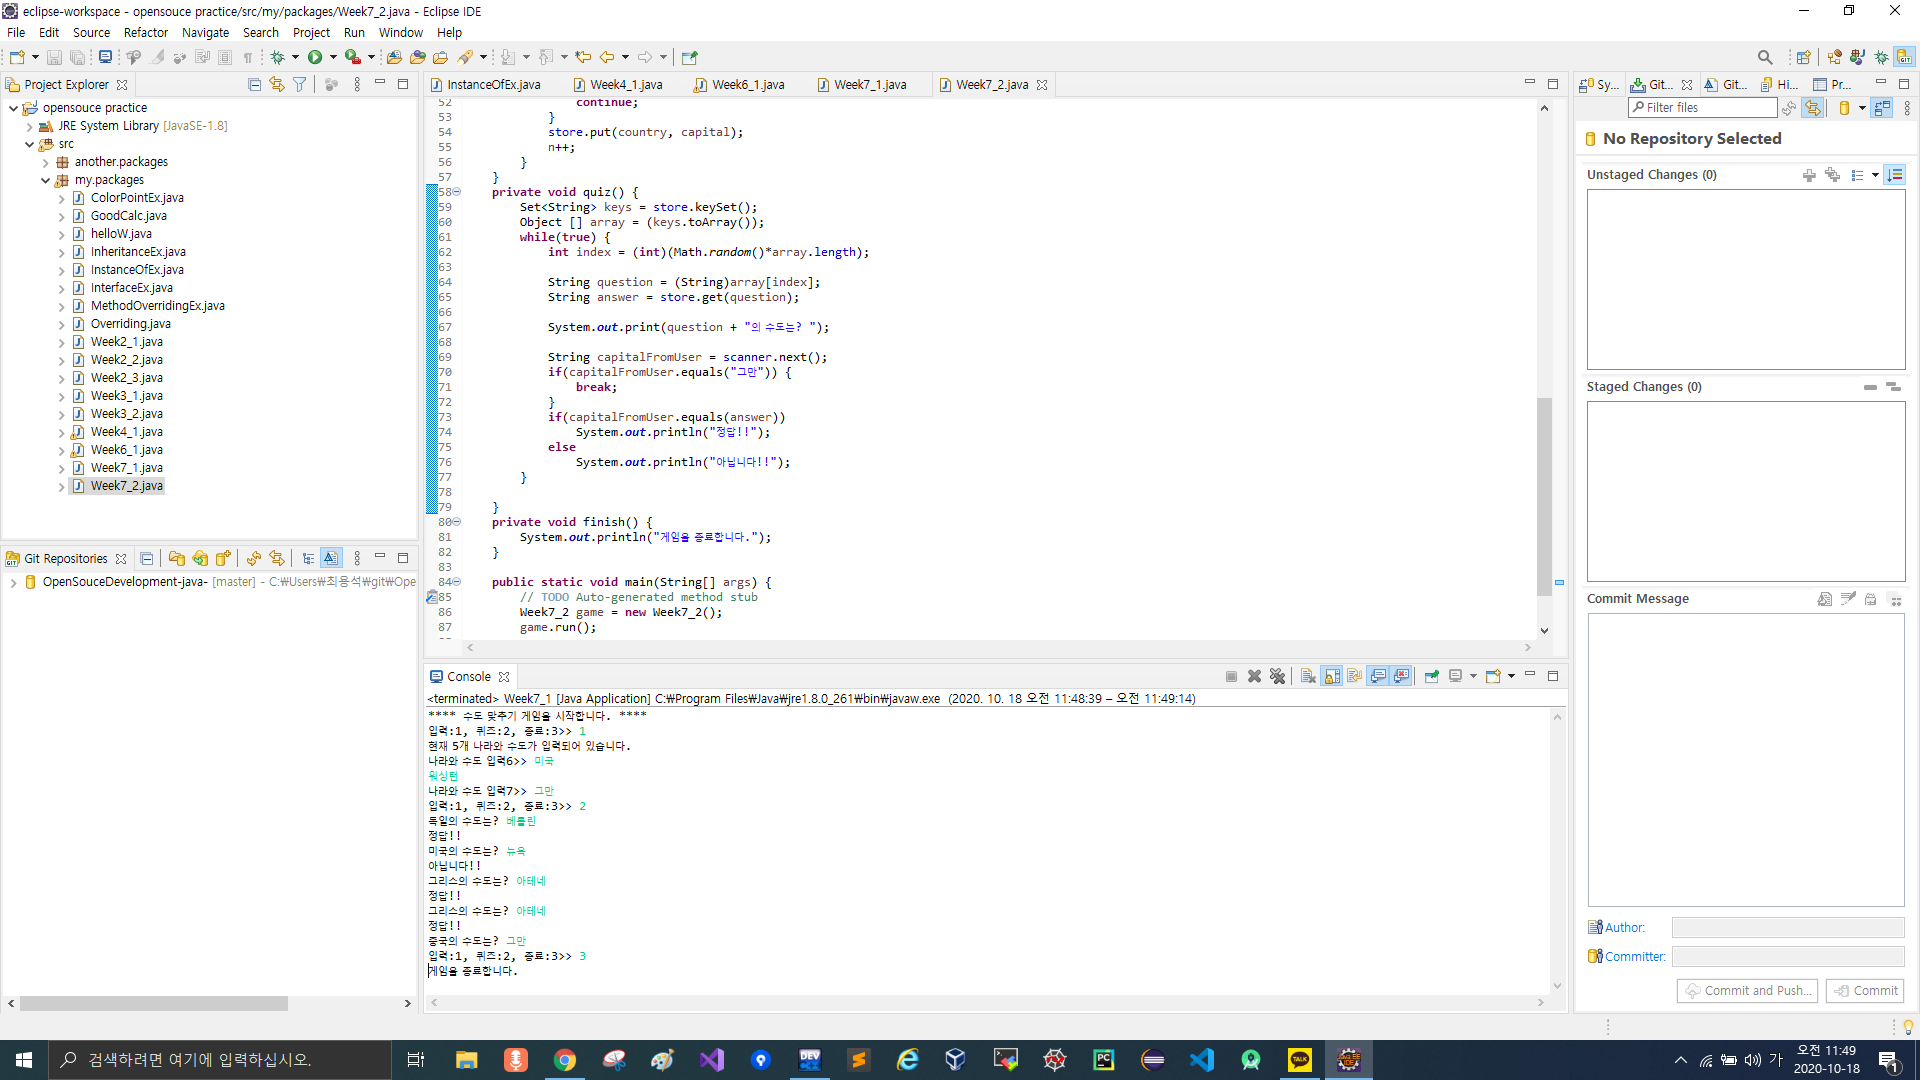 eclipse-workspace - opensouce practice/src/my/packages/Week7_2.java - Eclipse IDE
File Edit Source Refactor Navigate Search Project Run Window Help
Project Explorer
opensouce practice
JRE System Library [JavaSE-1.8]
src
another.packages
my.packages
ColorPointEx.java
GoodCalc.java
helloW.java
InheritanceEx.java
InstanceOfEx.java
InterfaceEx.java
MethodOverridingEx.java
Overriding.java
Week2_1.java
Week2_2.java
Week2_3.java
Week3_1.java
Week3_2.java
Week4_1.java
Week6_1.java
Week7_1.java
Week7_2.java
Git Repositories
OpenSouceDevelopment-java- [master] - C:₩Users₩최용석₩git₩Ope
InstanceOfEx.java Week4_1.java Week6_1.java Week7_1.java Week7_2.java
52 continue;
53 }
54 store.put(country, capital);
55 n++;
56 }
57 }
58 private void quiz() {
59 Set<String> keys = store.keySet();
60 Object [] array = (keys.toArray());
61 while(true) {
62 int index = (int)(Math.random()*array.length);
63
64 String question = (String)array[index];
65 String answer = store.get(question);
66
67 System.out.print(question + "의 수도는? ");
68
69 String capitalFromUser = scanner.next();
70 if(capitalFromUser.equals("그만")) {
71 break;
72 }
73 if(capitalFromUser.equals(answer))
74 System.out.println("정답!!");
75 else
76 System.out.println("아닙니다!!");
77 }
78
79 }
80 private void finish() {
81 System.out.println("게임을 종료합니다.");
82 }
83
84 public static void main(String[] args) {
85 // TODO Auto-generated method stub
86 Week7_2 game = new Week7_2();
87 game.run();
Console
<terminated> Week7_1 [Java Application] C:₩Program Files₩Java₩jre1.8.0_261₩bin₩javaw.exe (2020. 10. 18 오전 11:48:39 – 오전 11:49:14)
**** 수도 맞추기 게임을 시작합니다. ****
입력:1, 퀴즈:2, 종료:3>> 1
현재 5개 나라와 수도가 입력되어 있습니다.
나라와 수도 입력6>> 미국
워싱턴
나라와 수도 입력7>> 그만
입력:1, 퀴즈:2, 종료:3>> 2
독일의 수도는? 베를린
정답!!
미국의 수도는? 뉴욕
아닙니다!!
그리스의 수도는? 아테네
정답!!
그리스의 수도는? 아테네
정답!!
중국의 수도는? 그만
입력:1, 퀴즈:2, 종료:3>> 3
게임을 종료합니다.
Sy... Git... Git... Hi... Pr...
Filter files
No Repository Selected
Unstaged Changes (0)
Staged Changes (0)
Commit Message
Author:
Committer:
Commit and Push... Commit
검색하려면 여기에 입력하십시오.
DEV
PC
TALK
가
오전 11:49
2020-10-18
1